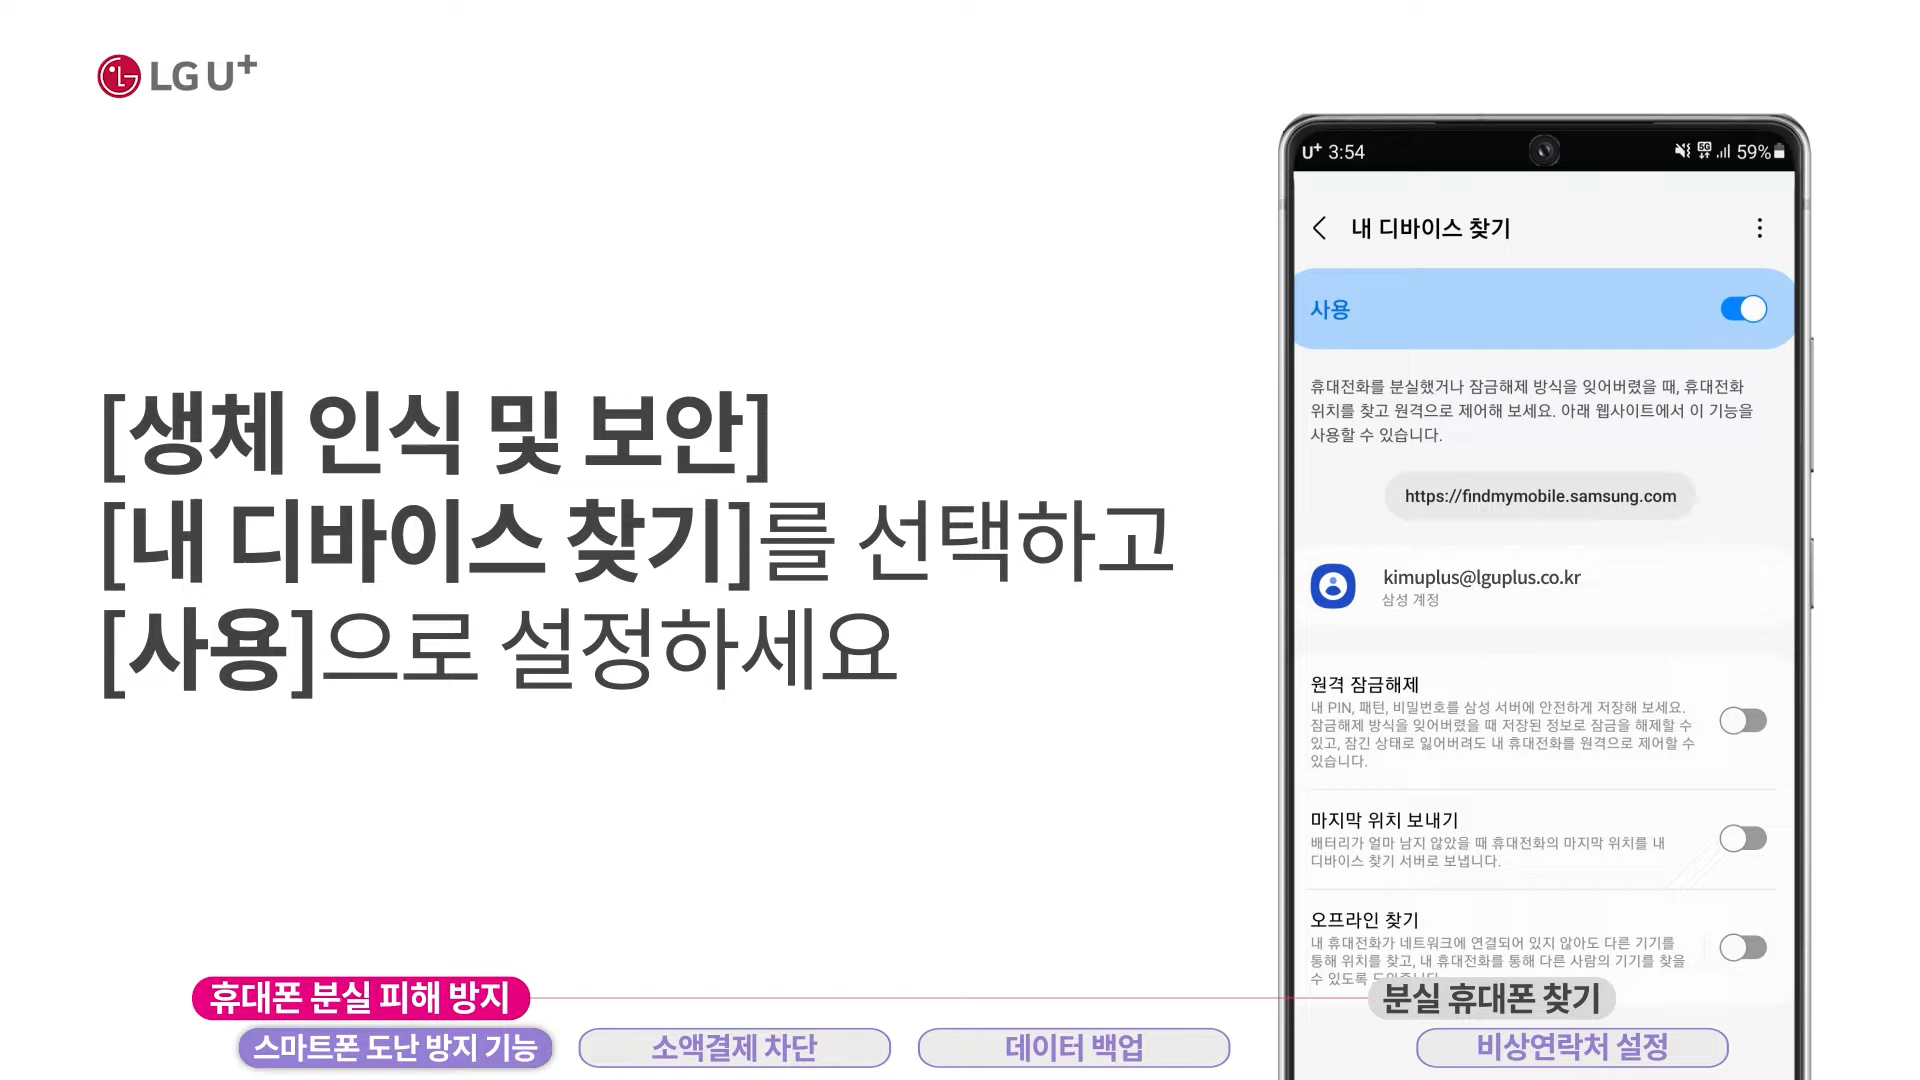 LG U+
[생체 인식 및 보안]
[내 디바이스 찾기]를 선택하고
[사용]으로 설정하세요
U+ 3:54
5G
59%
내 디바이스 찾기
사용
휴대전화를 분실했거나 잠금해제 방식을 잊어버렸을 때, 휴대전화
위치를 찾고 원격으로 제어해 보세요. 아래 웹사이트에서 이 기능을
사용할 수 있습니다.
https://findmymobile.samsung.com
kimuplus@lguplus.co.kr
삼성 계정
원격 잠금해제
내 PIN, 패턴, 비밀번호를 삼성 서버에 안전하게 저장해 보세요.
잠금해제 방식을 잊어버렸을 때 저장된 정보로 잠금을 해제할 수
있고, 잠긴 상태로 잃어버려도 내 휴대전화를 원격으로 제어할 수
있습니다.
마지막 위치 보내기
배터리가 얼마 남지 않았을 때 휴대전화의 마지막 위치를 내
디바이스 찾기 서버로 보냅니다.
오프라인 찾기
내 휴대전화가 네트워크에 연결되어 있지 않아도 다른 기기를
통해 위치를 찾고, 내 휴대전화를 통해 다른 사람의 기기를 찾을
수 있도록
휴대폰 분실 피해 방지
분실 휴대폰 찾기
스마트폰 도난 방지 기능
소액결제 차단
데이터 백업
비상연락처 설정